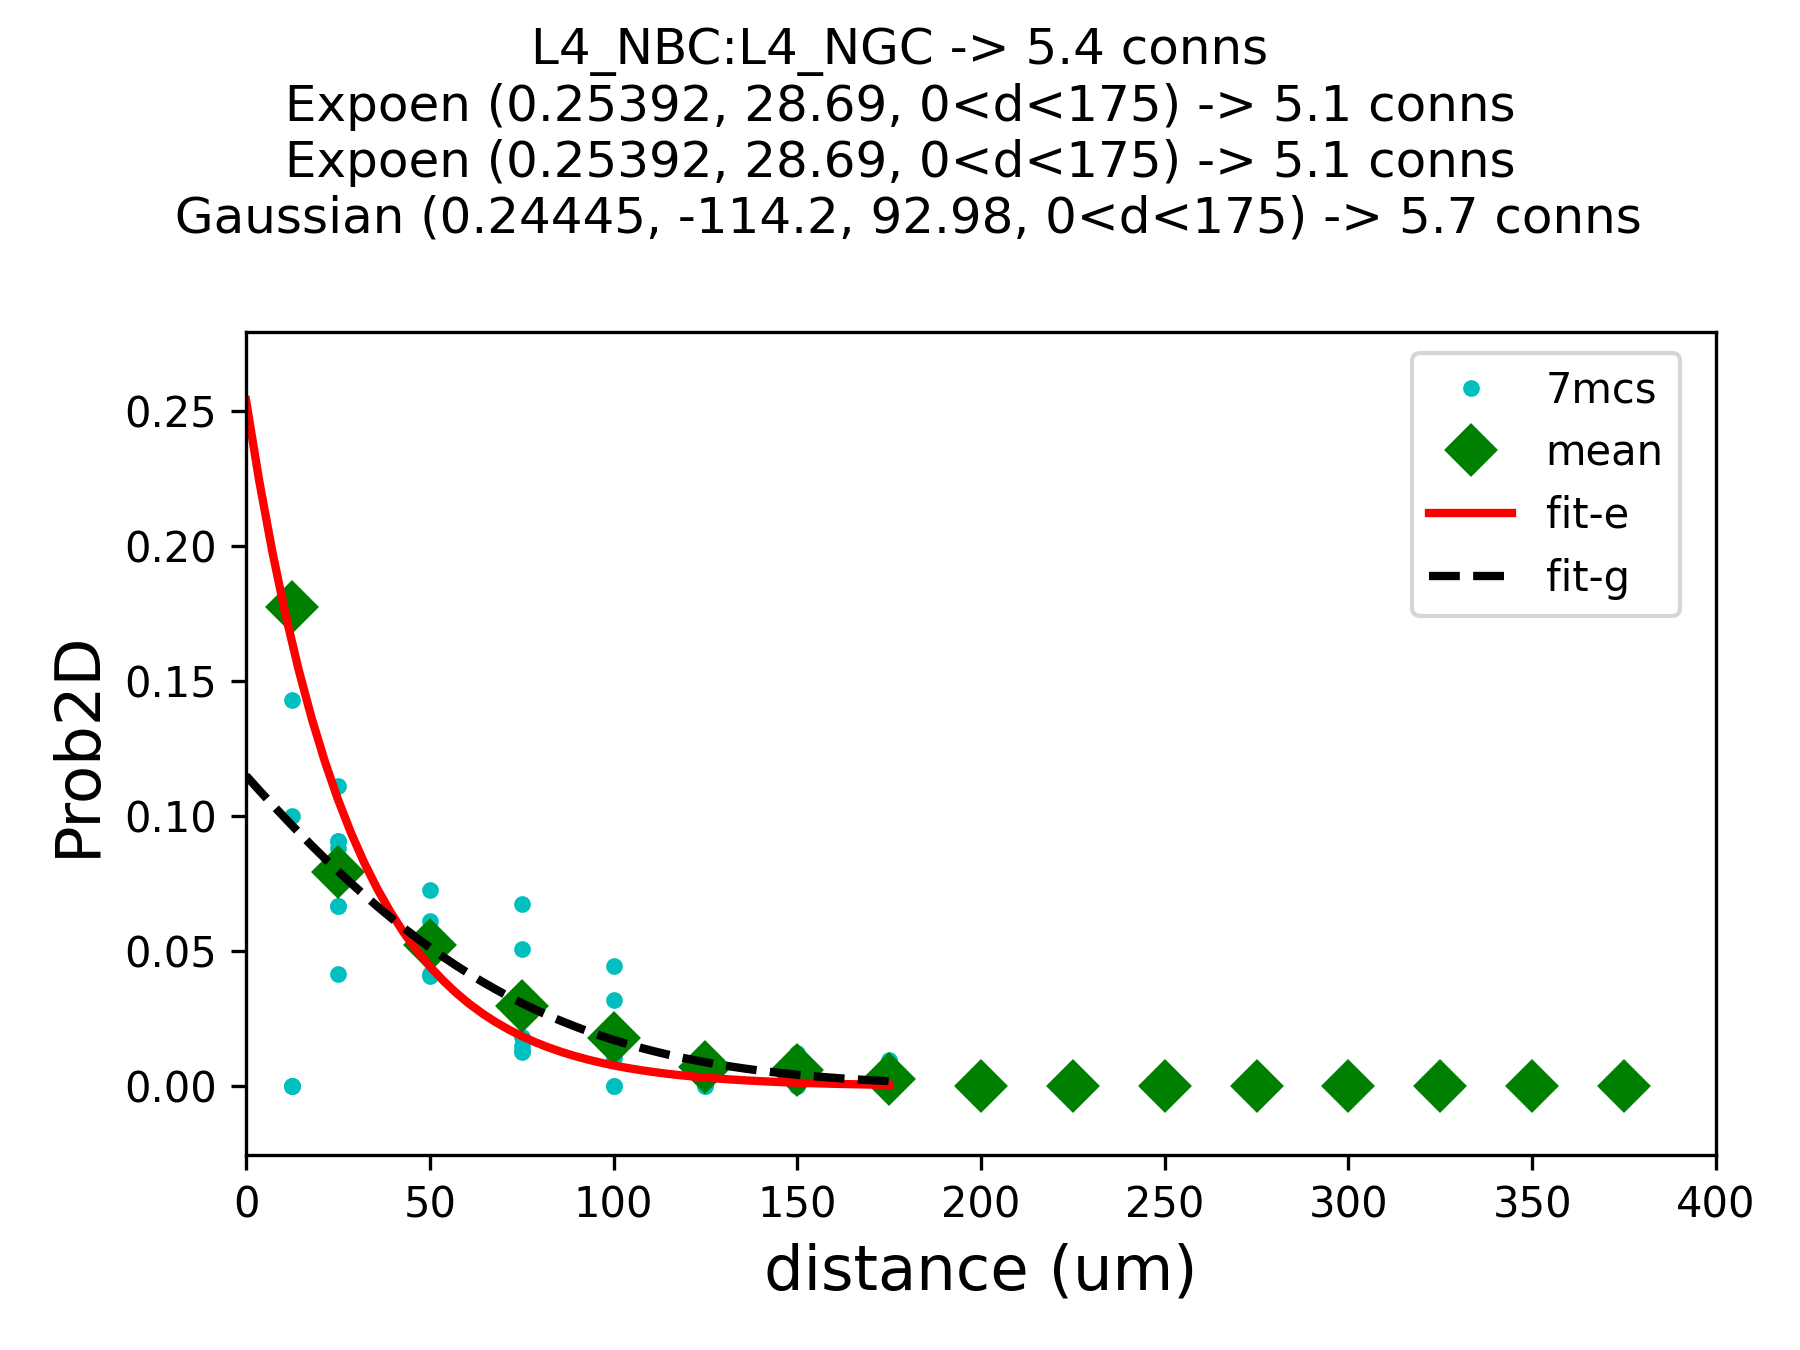 L4_NBC:L4_NGC -> 5.4 conns
Expoen (0.25392, 28.69, 0<d<175) -> 5.1 conns
Expoen (0.25392, 28.69, 0<d<175) -> 5.1 conns
Gaussian (0.24445, -114.2, 92.98, 0<d<175) -> 5.7 conns
7mcs
mean
fit-e
fit-g
Prob2D
0.25
0.20
0.15
0.10
0.05
0.00
0 50 100 150 200 250 300 350 400
distance (um)